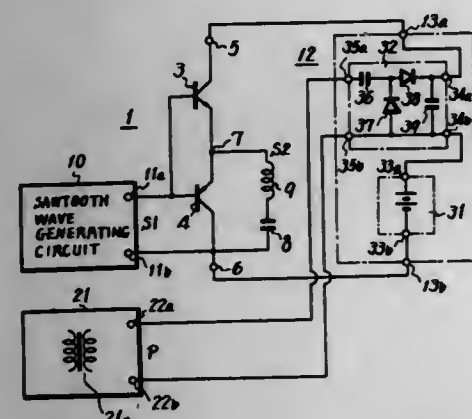 13a
5
12
35a
32
3
36
38
34a
1
37
39
34b
7
S2
35b
10
11a
33a
SAWTOOTH
WAVE
GENERATING
CIRCUIT
S1
4
9
31
8
33b
11b
6
13b
21
22a
P
22b